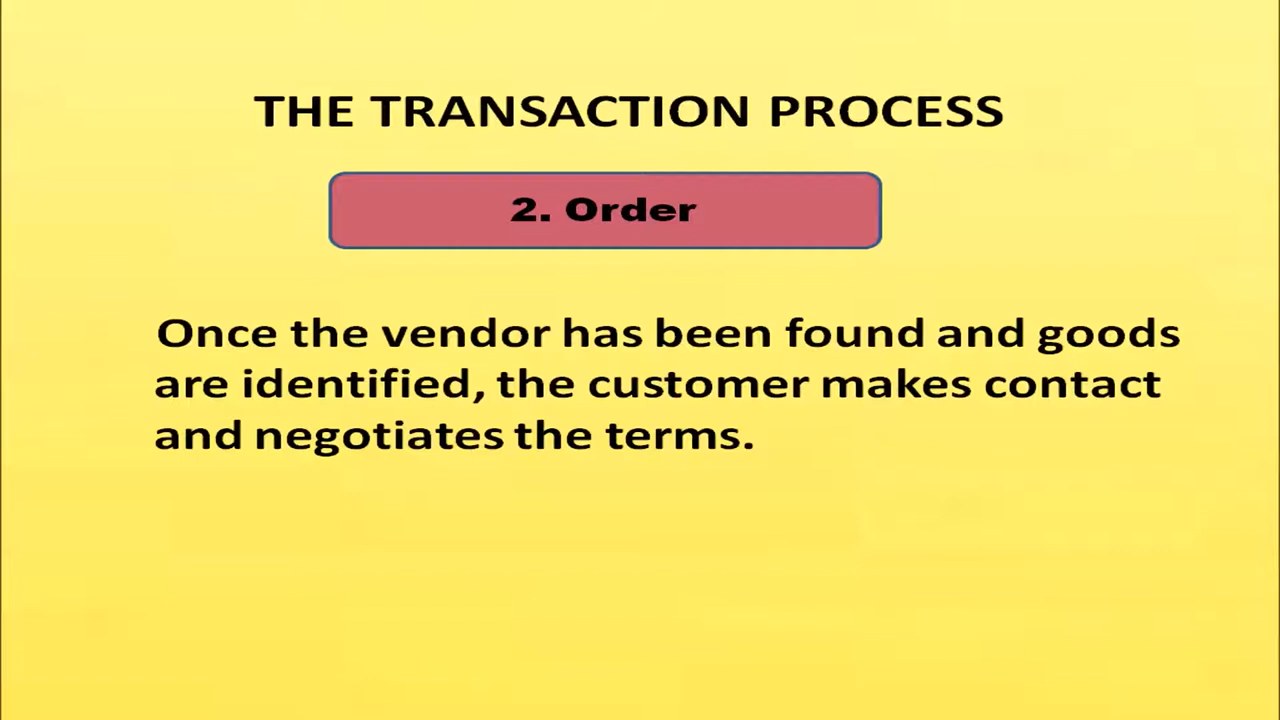 THE TRANSACTION PROCESS
2. Order
Once the vendor has been found and goods
are identified, the customer makes contact
and negotiates the terms.